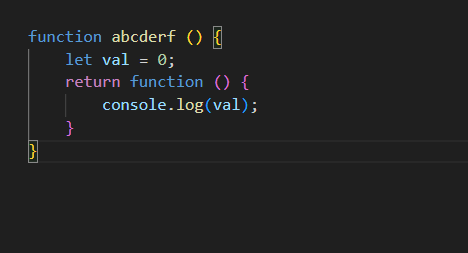 function abcderf () {
    let val = 0;
    return function () {
        console.log(val);
    }
}